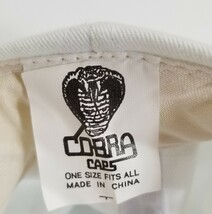 COBRA
CAPS
ONE SIZE FITS ALL
MADE IN CHINA